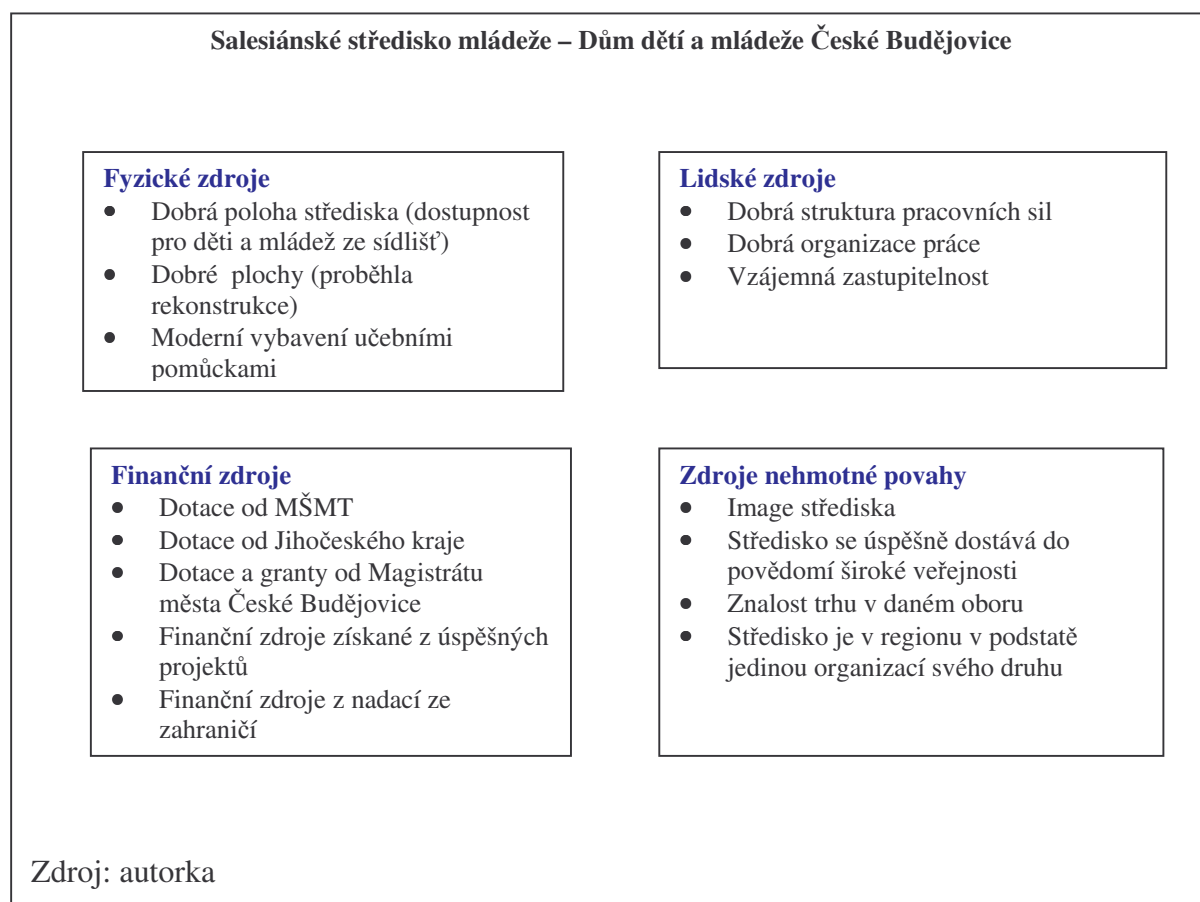 Salesiánské středisko mládeže – Dům dětí a mládeže České Budějovice
Fyzické zdroje
● Dobrá poloha střediska (dostupnost
pro děti a mládež ze sídlišť)
● Dobré plochy (proběhla
rekonstrukce)
● Moderní vybavení učebními
pomůckami
Lidské zdroje
● Dobrá struktura pracovních sil
● Dobrá organizace práce
● Vzájemná zastupitelnost
Finanční zdroje
● Dotace od MŠMT
● Dotace od Jihočeského kraje
● Dotace a granty od Magistrátu
města České Budějovice
● Finanční zdroje získané z úspěšných
projektů
● Finanční zdroje z nadací ze
zahraničí
Zdroje nehmotné povahy
● Image střediska
● Středisko se úspěšně dostává do
povědomí široké veřejnosti
● Znalost trhu v daném oboru
● Středisko je v regionu v podstatě
jedinou organizací svého druhu
Zdroj: autorka